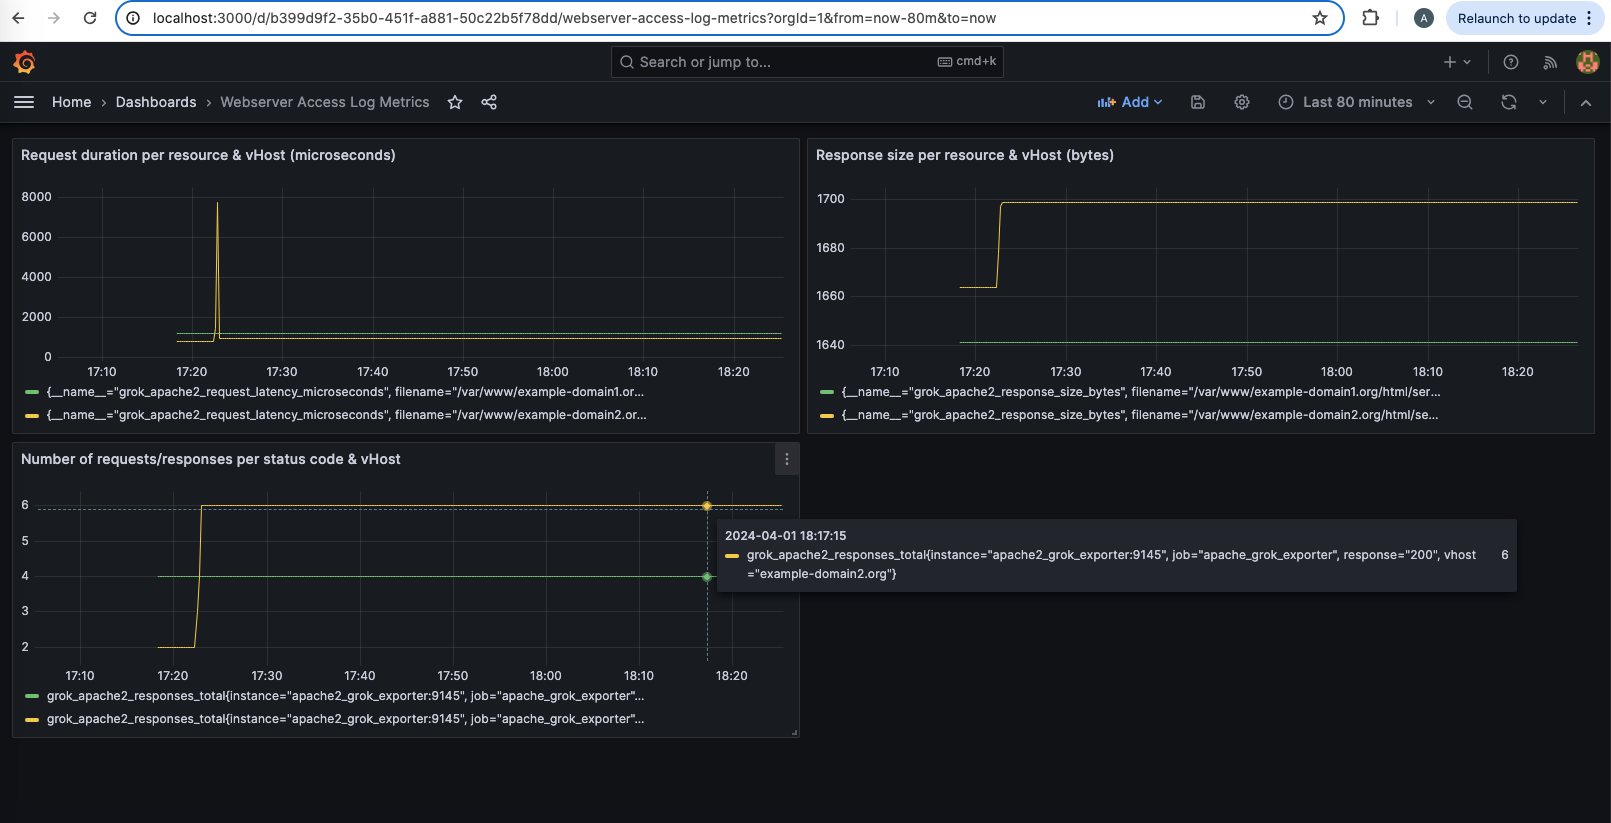 localhost:3000/d/b399d9f2-35b0-451f-a881-50c22b5f78dd/webserver-access-log-metrics?orgId=1&from=now-80m&to=now
A
Relaunch to update
Search or jump to...
cmd+k
Home › Dashboards › Webserver Access Log Metrics
Add
Last 80 minutes
Request duration per resource & vHost (microseconds)
8000
6000
4000
2000
0
17:10 17:20 17:30 17:40 17:50 18:00 18:10 18:20
{__name__="grok_apache2_request_latency_microseconds", filename="/var/www/example-domain1.or...
{__name__="grok_apache2_request_latency_microseconds", filename="/var/www/example-domain2.or...
Response size per resource & vHost (bytes)
1700
1680
1660
1640
17:10 17:20 17:30 17:40 17:50 18:00 18:10 18:20
{__name__="grok_apache2_response_size_bytes", filename="/var/www/example-domain1.org/html/ser...
{__name__="grok_apache2_response_size_bytes", filename="/var/www/example-domain2.org/html/se...
Number of requests/responses per status code & vHost
6
5
4
3
2
17:10 17:20 17:30 17:40 17:50 18:00 18:10 18:20
grok_apache2_responses_total{instance="apache2_grok_exporter:9145", job="apache_grok_exporter"...
grok_apache2_responses_total{instance="apache2_grok_exporter:9145", job="apache_grok_exporter"...
2024-04-01 18:17:15
grok_apache2_responses_total{instance="apache2_grok_exporter:9145", job="apache_grok_exporter", response="200", vhost 6
="example-domain2.org"}